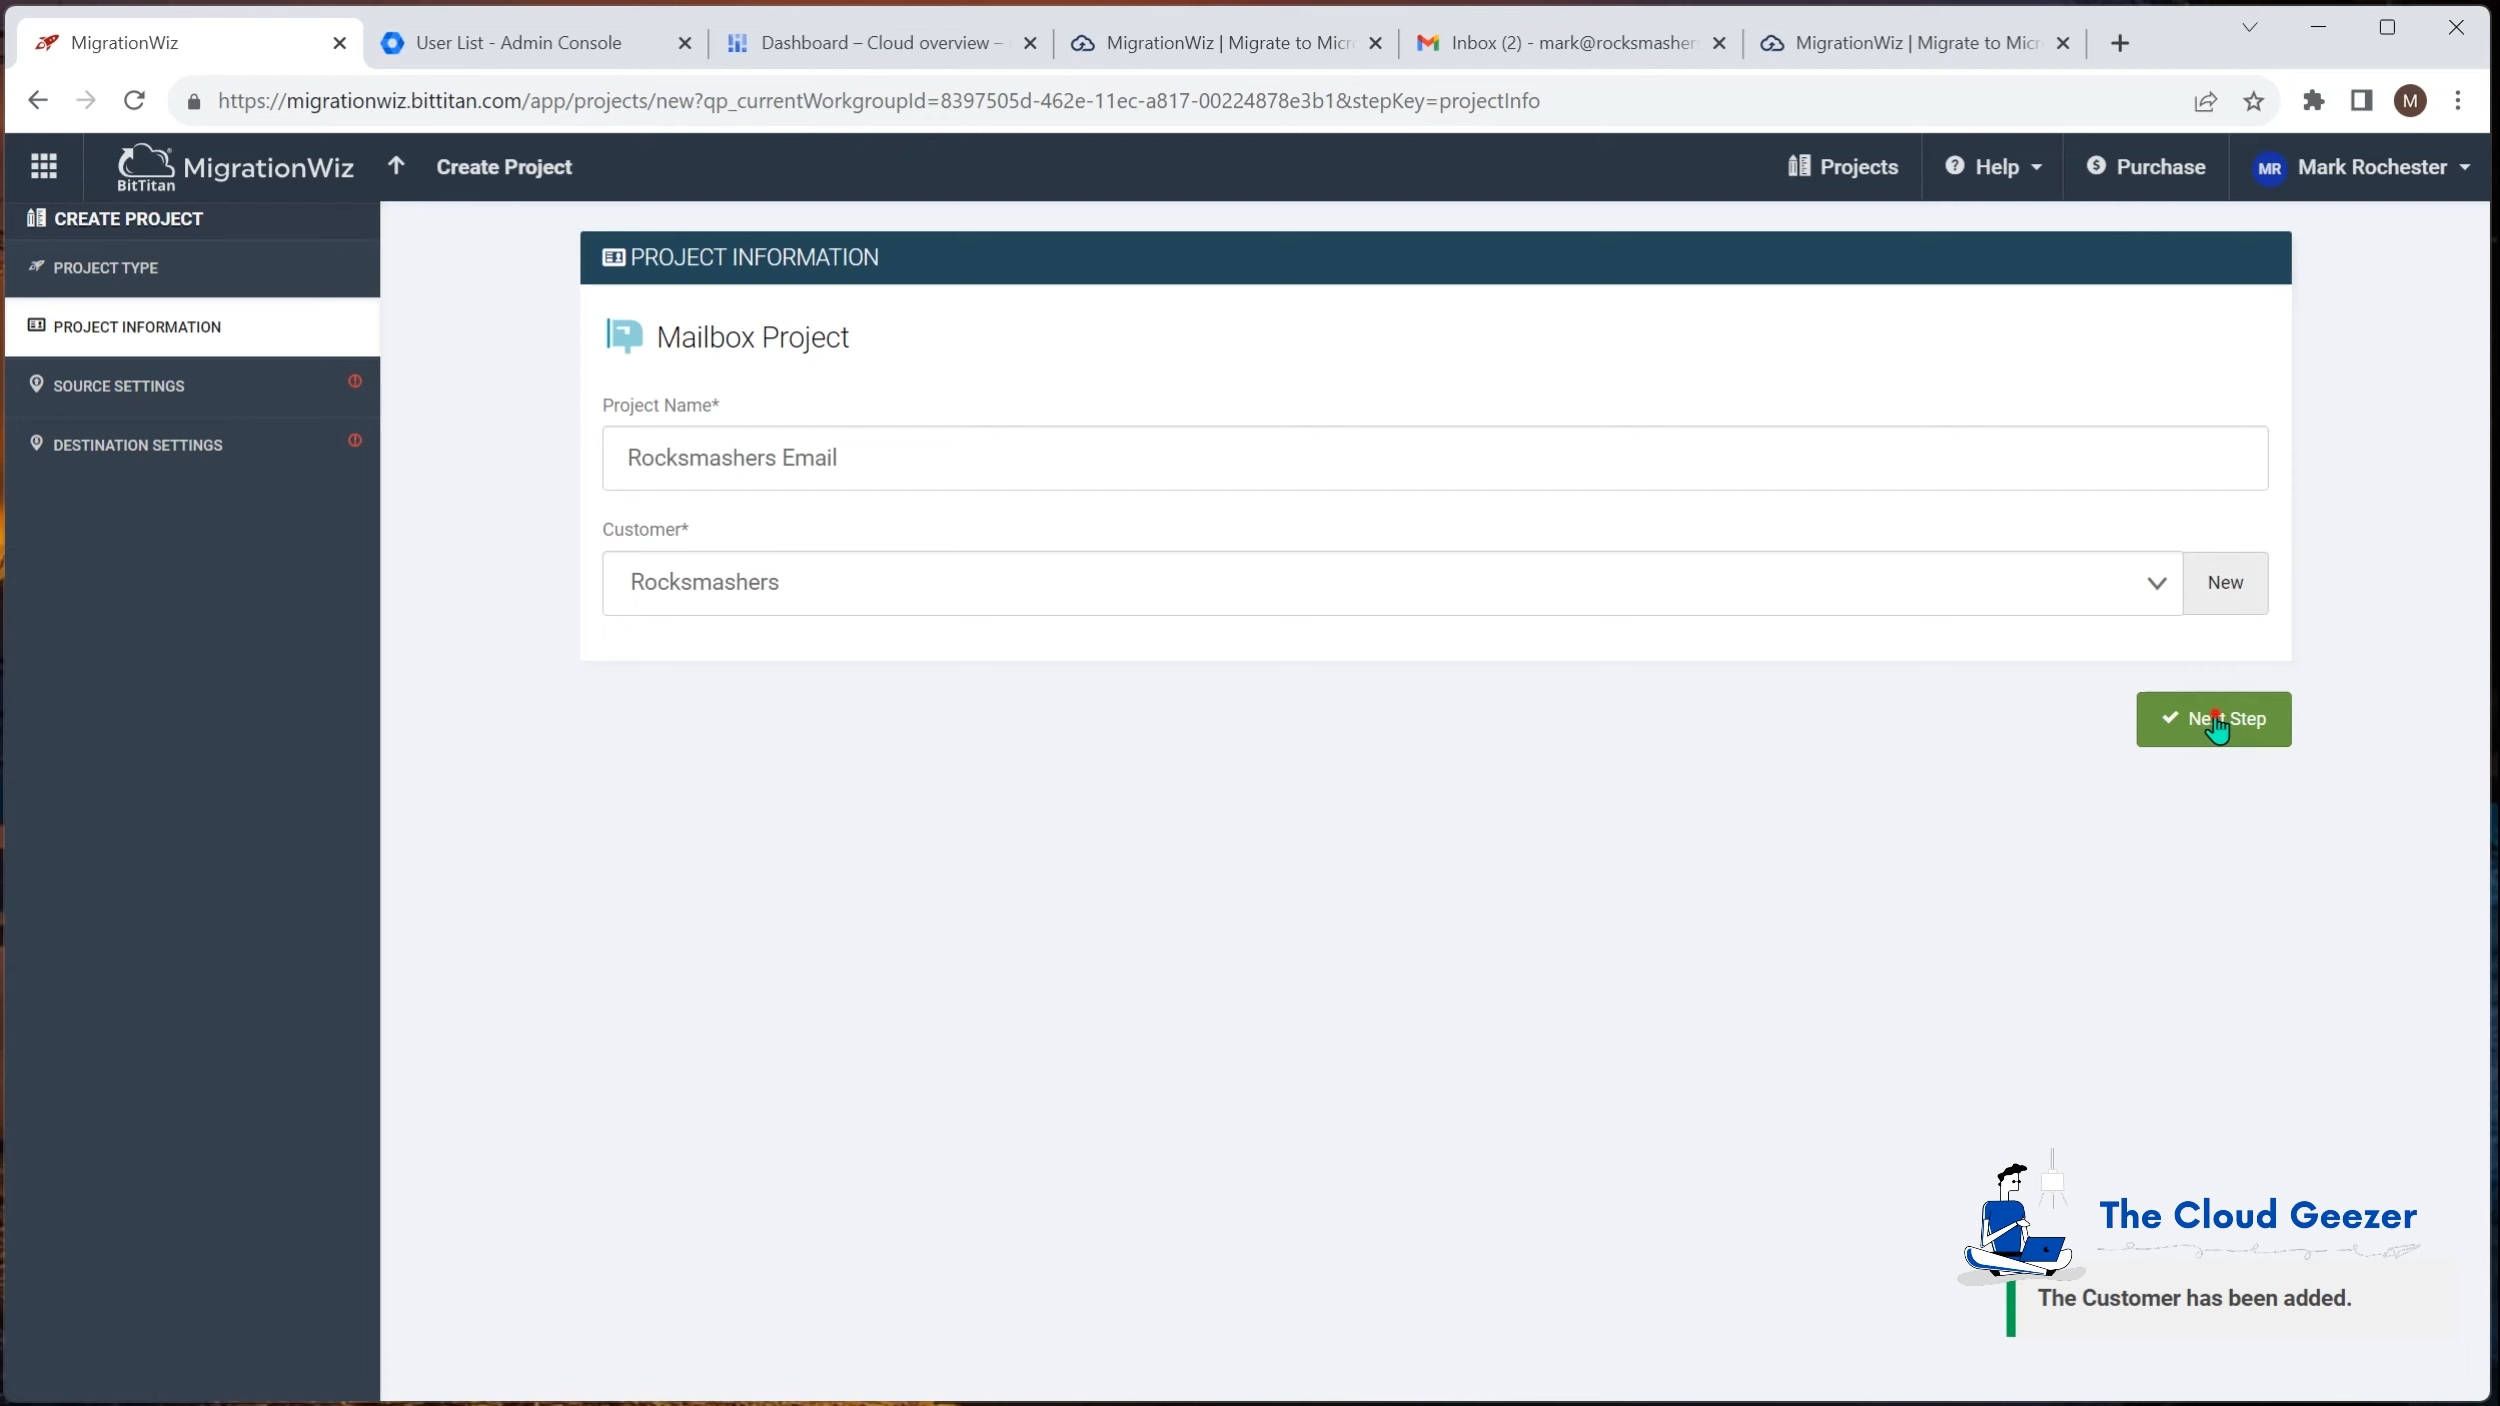 MigrationWiz
User List - Admin Console
Dashboard – Cloud overview –
MigrationWiz | Migrate to Micr
Inbox (2) - mark@rocksmashers
MigrationWiz | Migrate to Micr
https://migrationwiz.bittitan.com/app/projects/new?qp_currentWorkgroupId=8397505d-462e-11ec-a817-00224878e3b1&stepKey=projectInfo
M
BitTitan
MigrationWiz
Create Project
Projects
Help
Purchase
MR
Mark Rochester
CREATE PROJECT
PROJECT TYPE
PROJECT INFORMATION
SOURCE SETTINGS
DESTINATION SETTINGS
PROJECT INFORMATION
Mailbox Project
Project Name*
Rocksmashers Email
Customer*
Rocksmashers
New
Next Step
The Cloud Geezer
The Customer has been added.